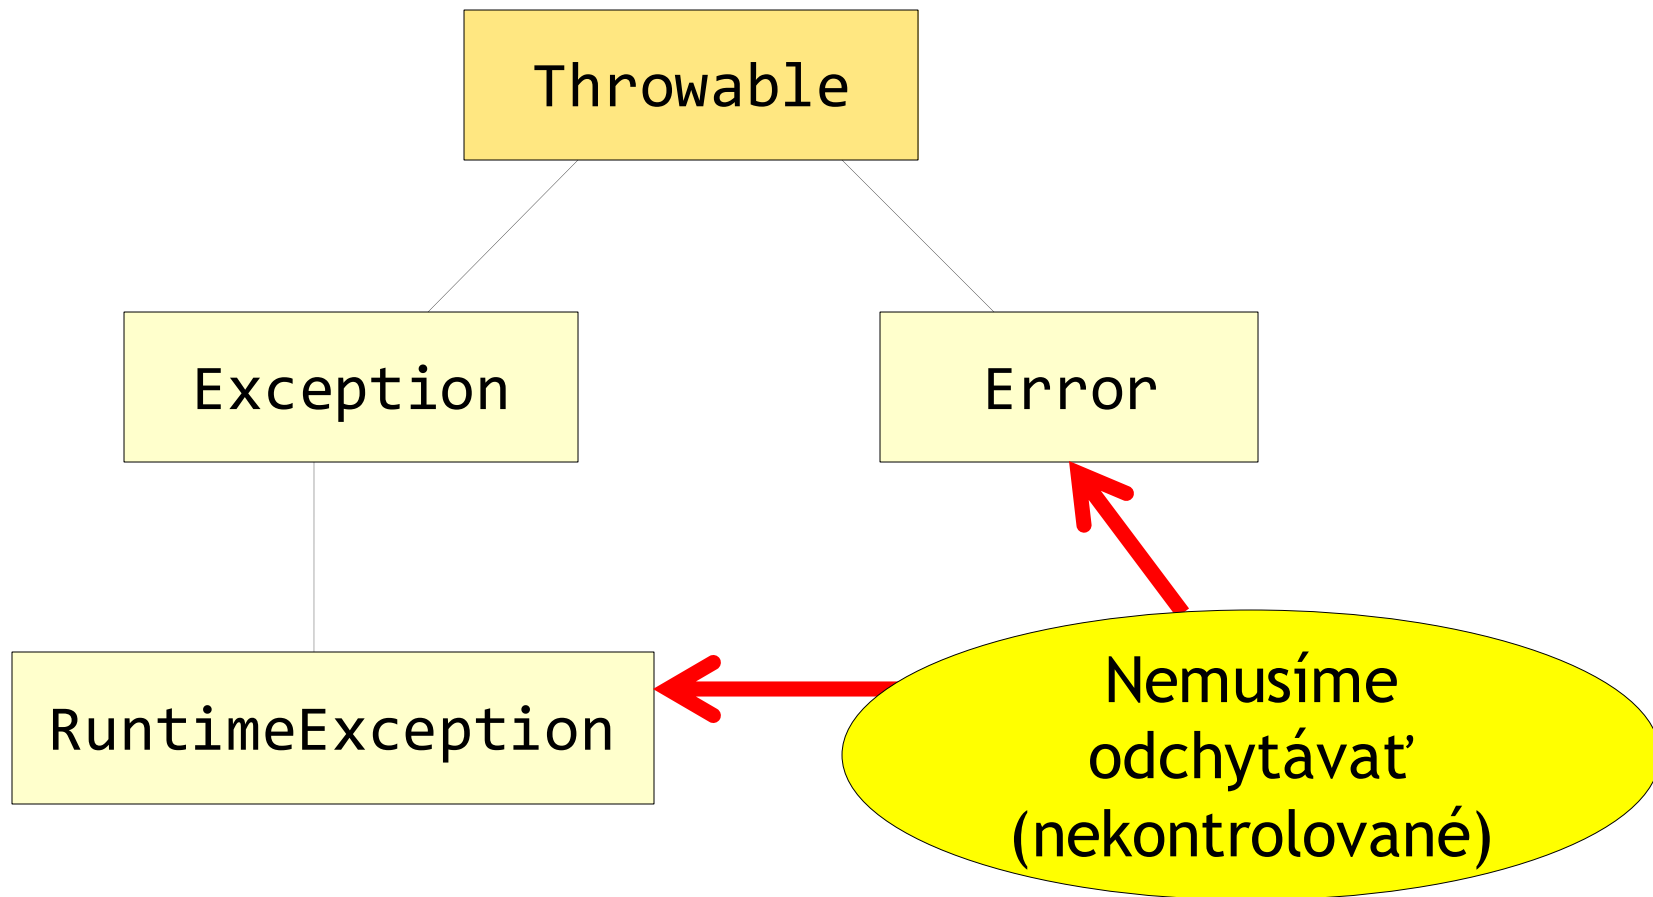 Throwable
Exception
Error
RuntimeException
Nemusíme
odchytávať
(nekontrolované)